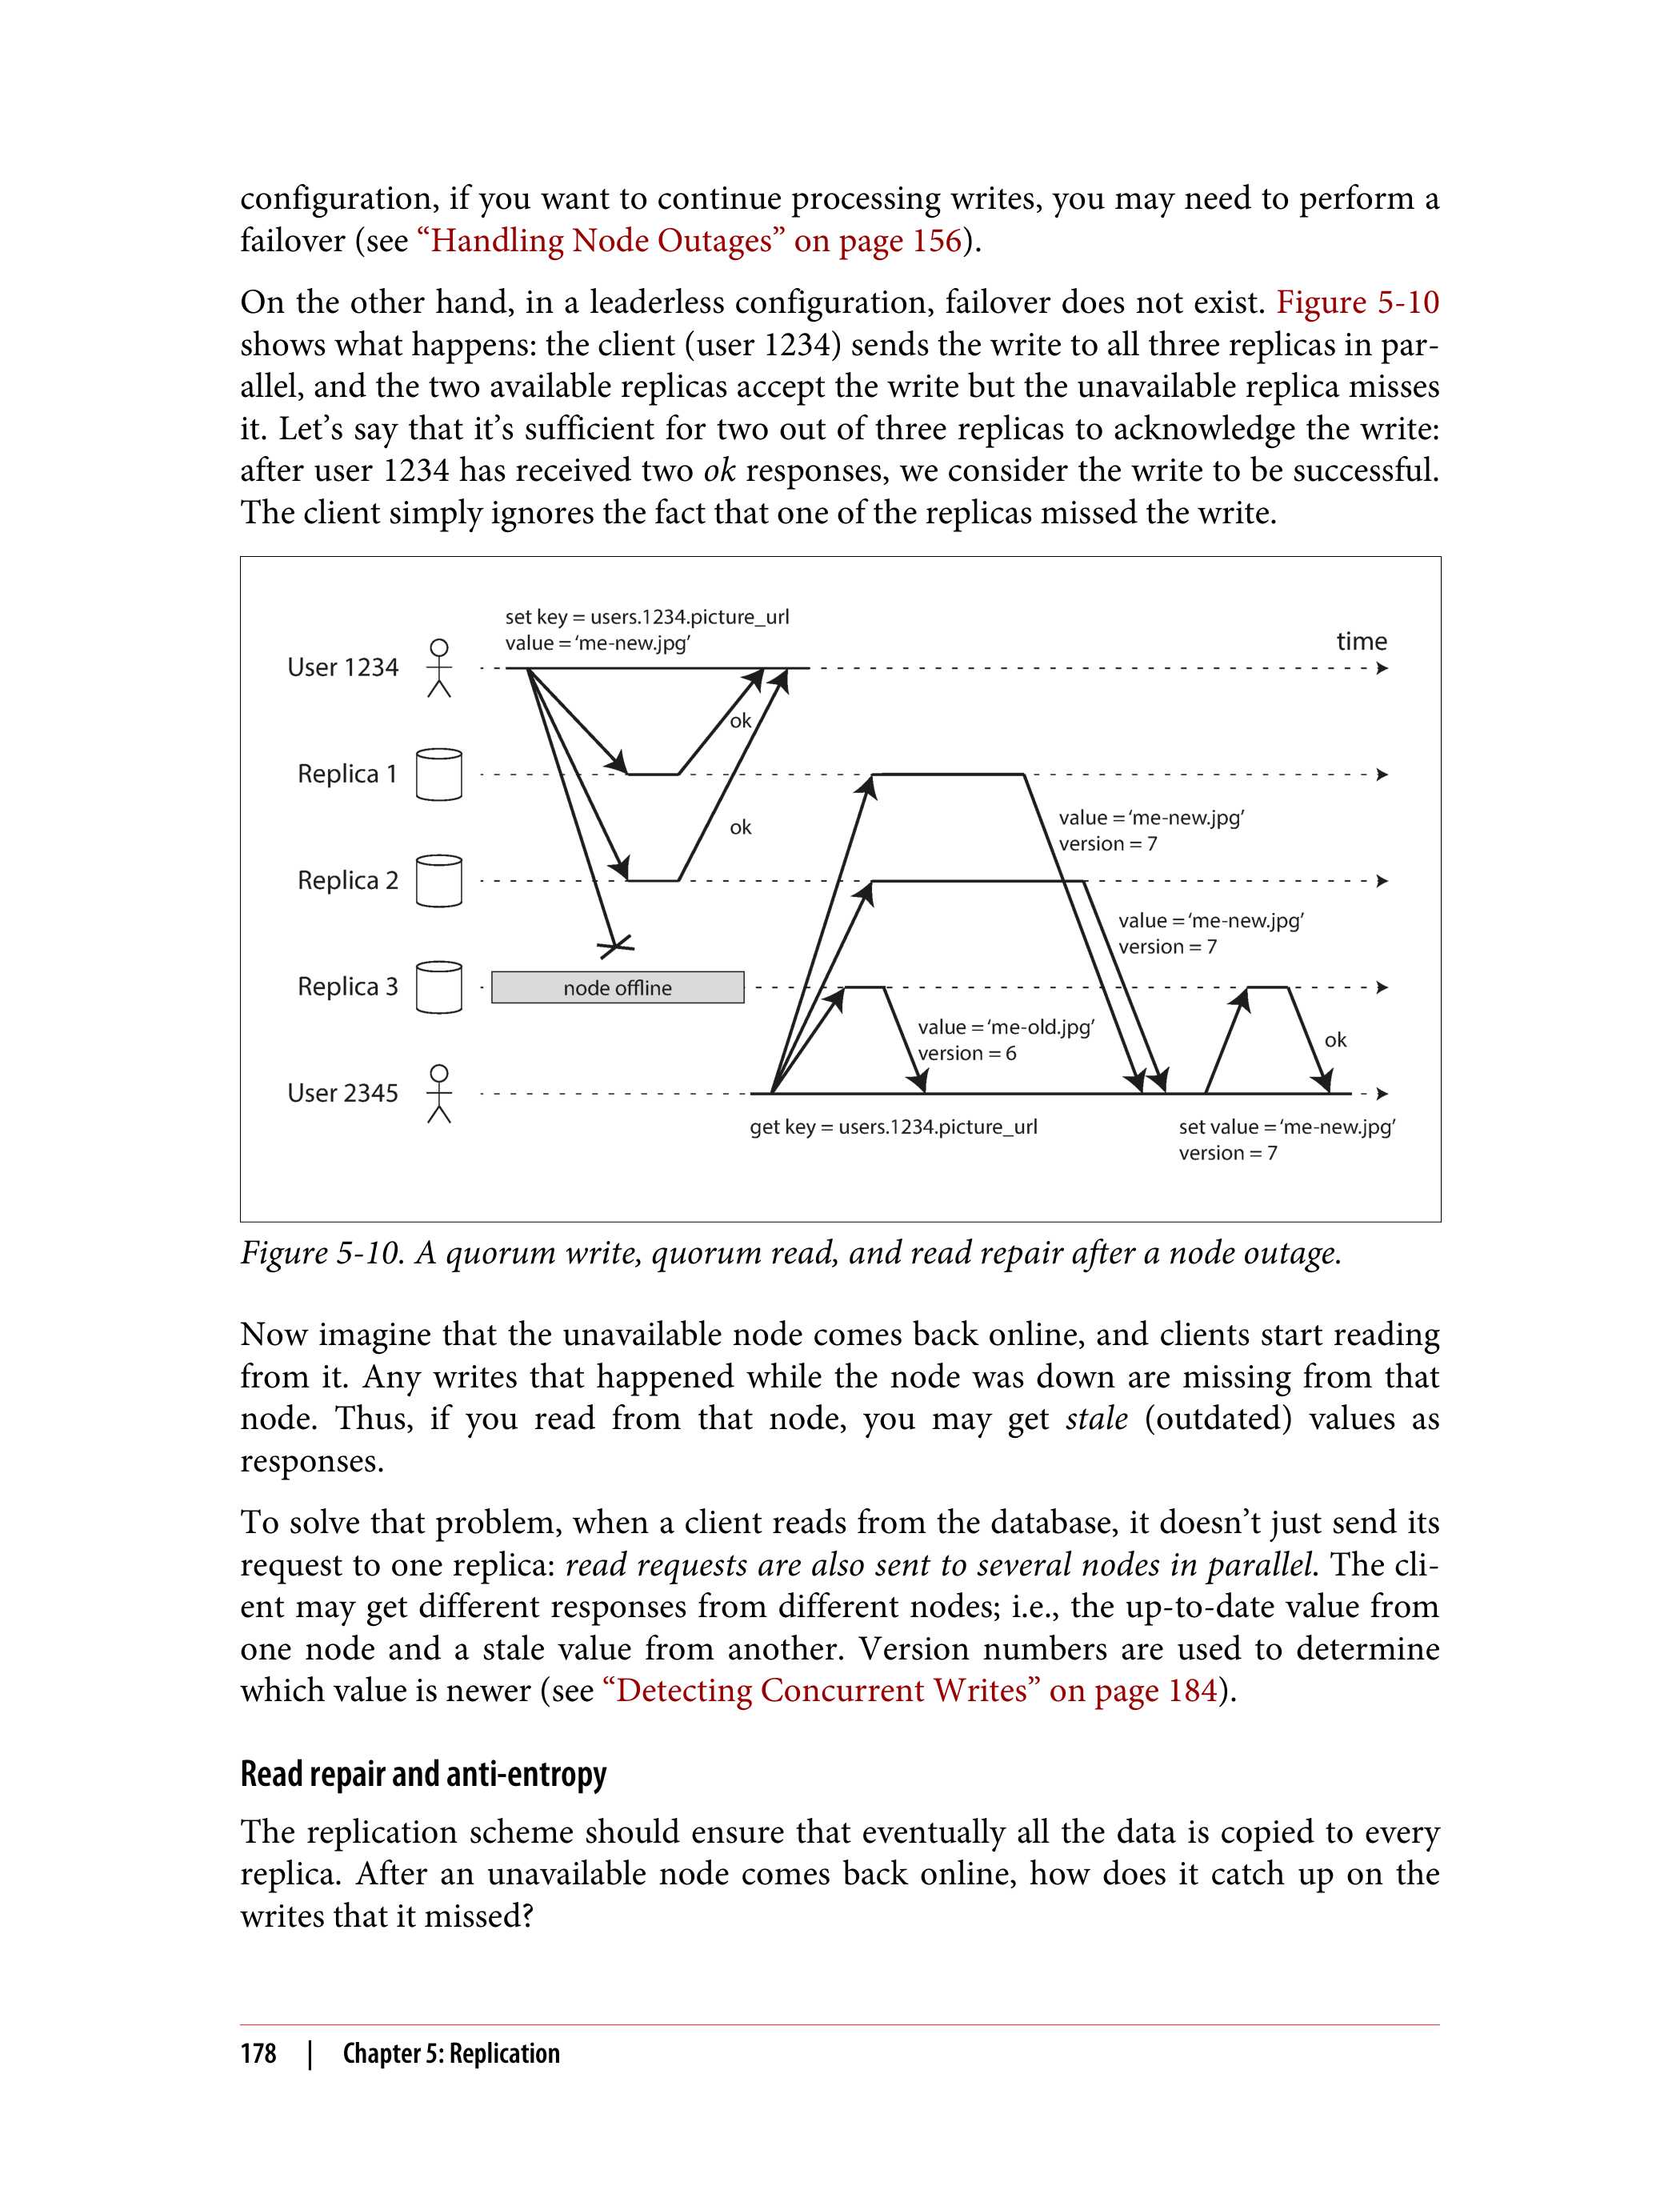 configuration, if you want to continue processing writes, you may need to perform a
failover (see “Handling Node Outages” on page 156).
On the other hand, in a leaderless configuration, failover does not exist. Figure 5-10
shows what happens: the client (user 1234) sends the write to all three replicas in par-
allel, and the two available replicas accept the write but the unavailable replica misses
it. Let’s say that it’s sufficient for two out of three replicas to acknowledge the write:
after user 1234 has received two ok responses, we consider the write to be successful.
The client simply ignores the fact that one of the replicas missed the write.
set key = users.1234.picture_url
value = ‘me-new.jpg’
time
User 1234
ok
Replica 1
value = ‘me-new.jpg’
version = 7
ok
Replica 2
value = ‘me-new.jpg’
version = 7
Replica 3
node offline
value = ‘me-old.jpg’
version = 6
ok
User 2345
get key = users.1234.picture_url
set value = ‘me-new.jpg’
version = 7
Figure 5-10. A quorum write, quorum read, and read repair after a node outage.
Now imagine that the unavailable node comes back online, and clients start reading
from it. Any writes that happened while the node was down are missing from that
node. Thus, if you read from that node, you may get stale (outdated) values as
responses.
To solve that problem, when a client reads from the database, it doesn’t just send its
request to one replica: read requests are also sent to several nodes in parallel. The cli-
ent may get different responses from different nodes; i.e., the up-to-date value from
one node and a stale value from another. Version numbers are used to determine
which value is newer (see “Detecting Concurrent Writes” on page 184).
Read repair and anti-entropy
The replication scheme should ensure that eventually all the data is copied to every
replica. After an unavailable node comes back online, how does it catch up on the
writes that it missed?
178 | Chapter 5: Replication